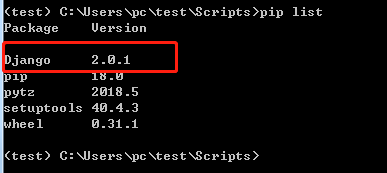 (test) C:\Users\pc\test\Scripts>pip list
Package    Version
Django     2.0.1
pip        18.0
pytz       2018.5
setuptools 40.4.3
wheel      0.31.1
(test) C:\Users\pc\test\Scripts>